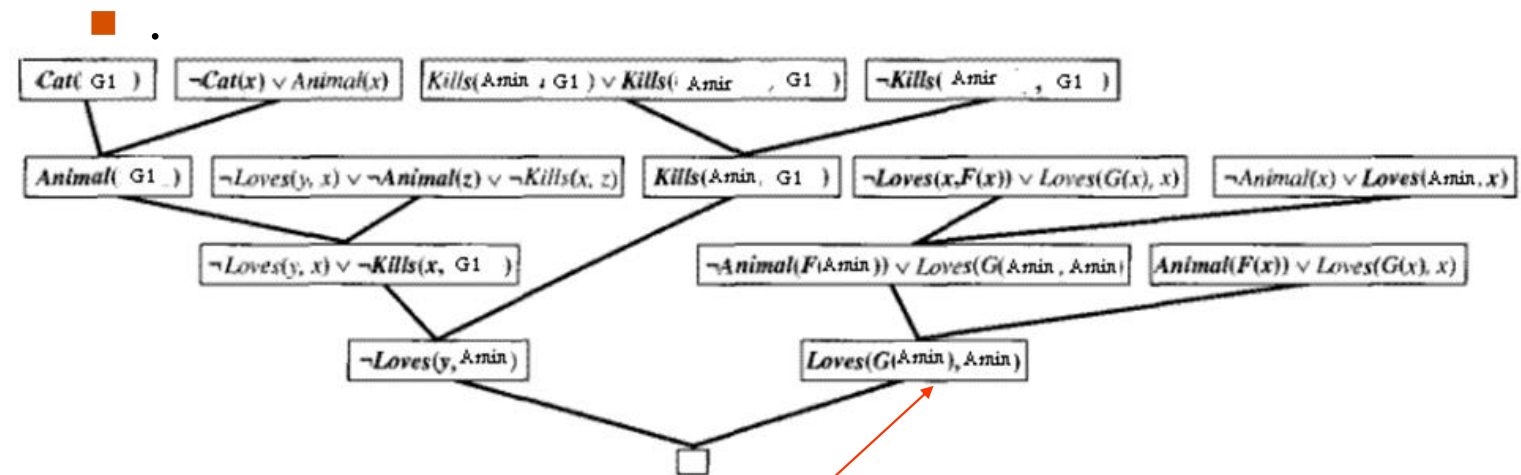 .
Cat( G1 ) ¬Cat(x) ∨ Animal(x) Kills(Amin , G1 ) ∨ Kills( Amir , G1 ) ¬Kills( Amir , G1 )
Animal( G1 ) ¬Loves(y, x) ∨ ¬Animal(z) ∨ ¬Kills(x, z) Kills(Amin, G1 ) ¬Loves(x,F(x)) ∨ Loves(G(x), x) ¬Animal(x) ∨ Loves(Amin, x)
¬Loves(y, x) ∨ ¬Kills(x, G1 ) ¬Animal(F(Amin)) ∨ Loves(G(Amin, Amin) Animal(F(x)) ∨ Loves(G(x), x)
¬Loves(y, Amin) Loves(G(Amin), Amin)